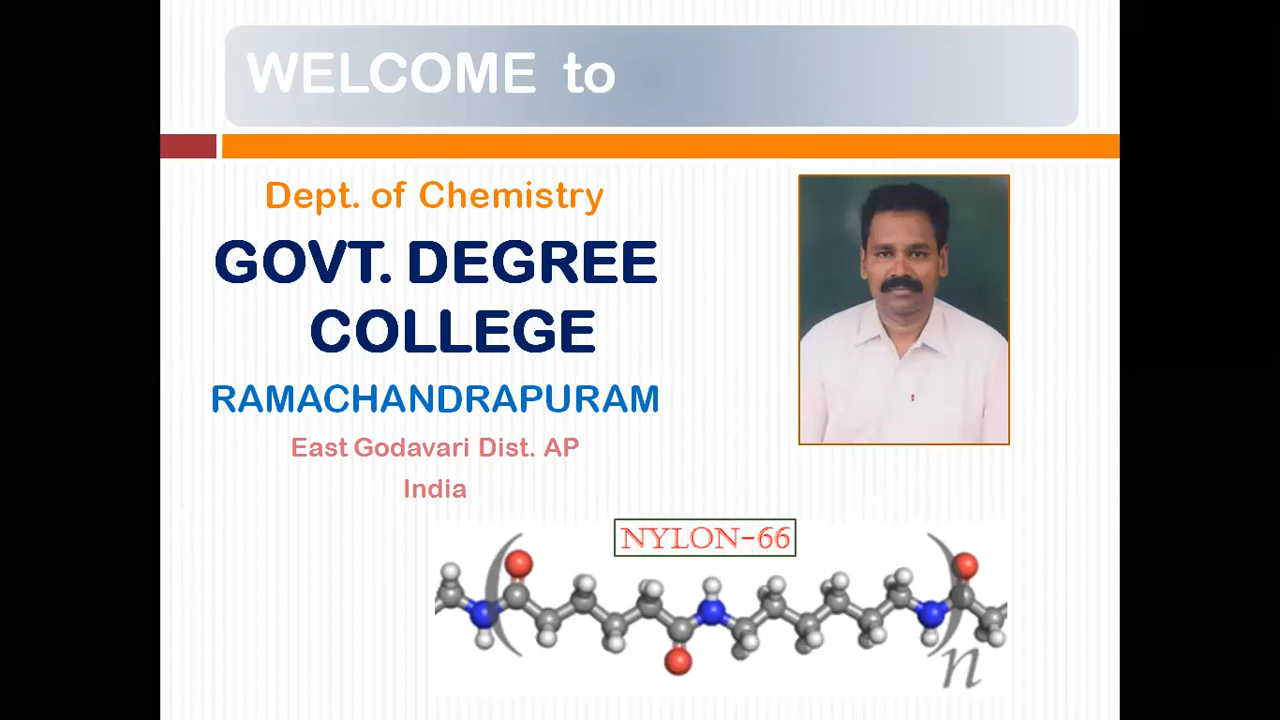 WELCOME to
Dept. of Chemistry
GOVT. DEGREE
COLLEGE
RAMACHANDRAPURAM
East Godavari Dist. AP
India
NYLON-66
n